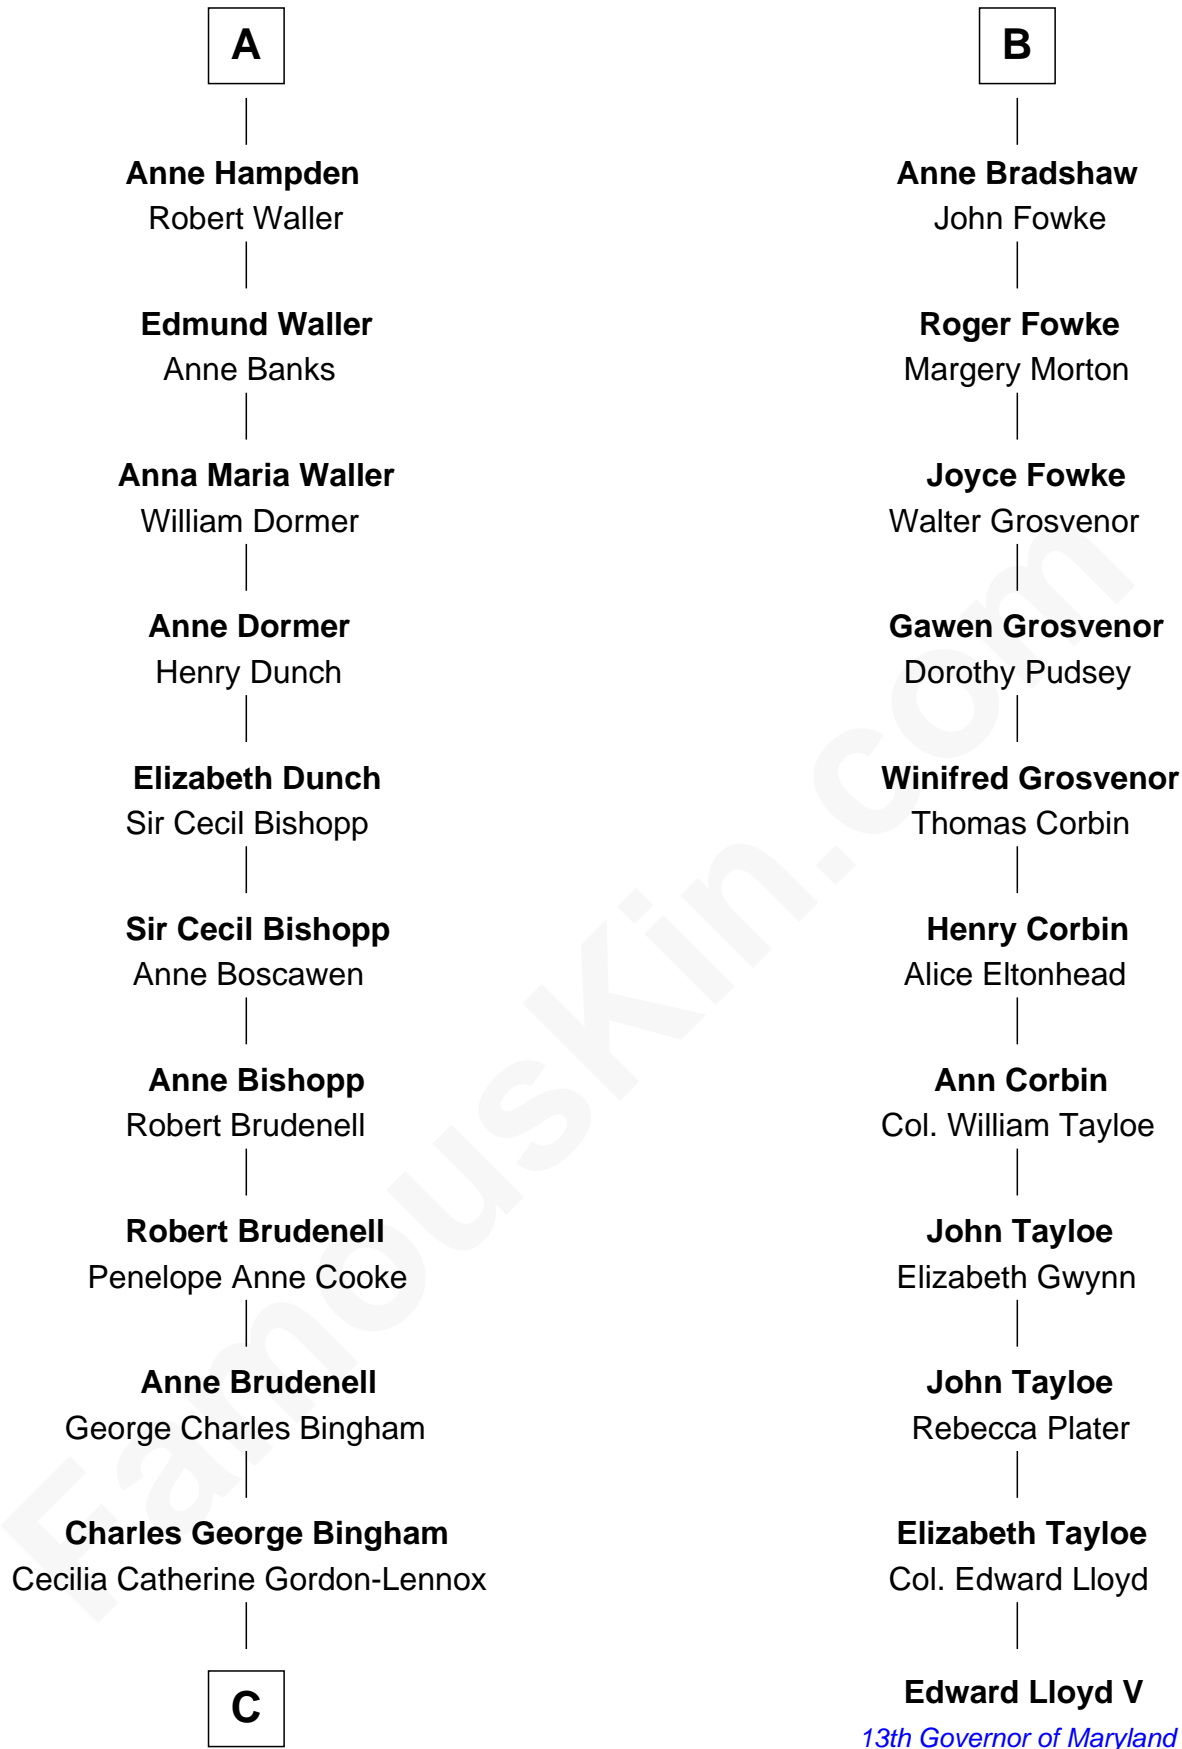 A
Anne Hampden
Robert Waller
Edmund Waller
Anne Banks
Anna Maria Waller
William Dormer
Anne Dormer
Henry Dunch
Elizabeth Dunch
Sir Cecil Bishopp
Sir Cecil Bishopp
Anne Boscawen
Anne Bishopp
Robert Brudenell
Robert Brudenell
Penelope Anne Cooke
Anne Brudenell
George Charles Bingham
Charles George Bingham
Cecilia Catherine Gordon-Lennox
C
B
Anne Bradshaw
John Fowke
Roger Fowke
Margery Morton
Joyce Fowke
Walter Grosvenor
Gawen Grosvenor
Dorothy Pudsey
Winifred Grosvenor
Thomas Corbin
Henry Corbin
Alice Eltonhead
Ann Corbin
Col. William Tayloe
John Tayloe
Elizabeth Gwynn
John Tayloe
Rebecca Plater
Elizabeth Tayloe
Col. Edward Lloyd
Edward Lloyd V
13th Governor of Maryland
FamousKin.com